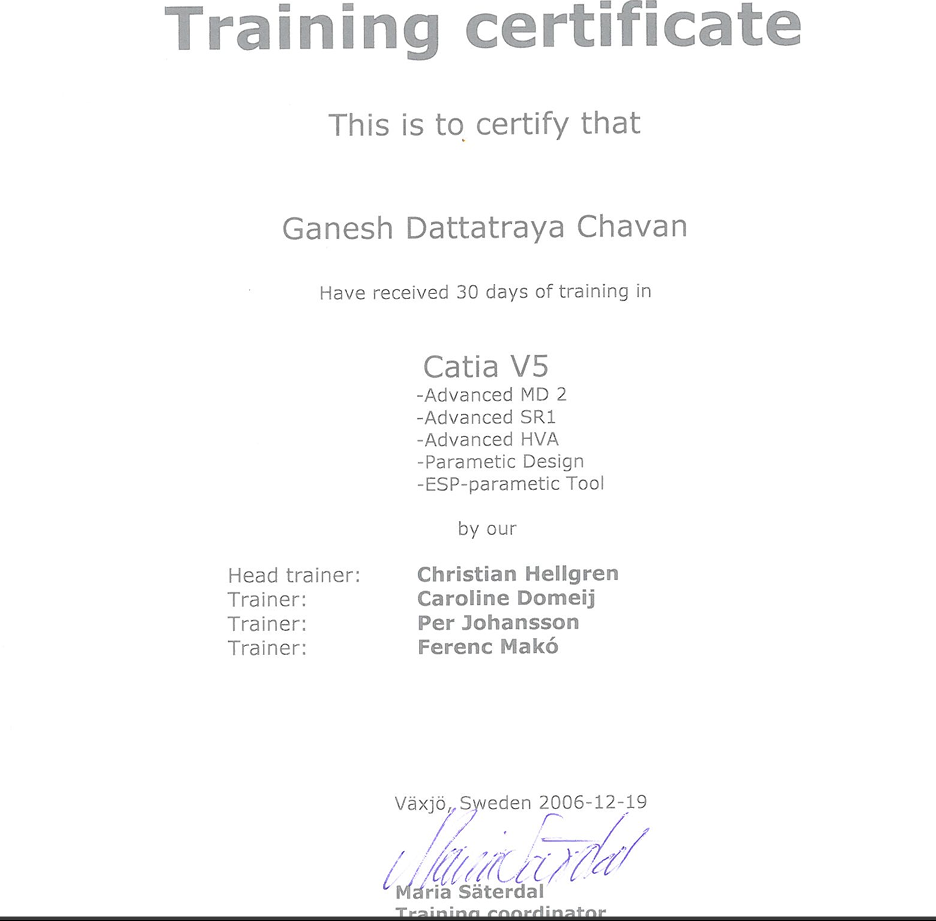 Training certificate
This is to certify that
Ganesh Dattatraya Chavan
Have received 30 days of training in
Catia V5
-Advanced MD 2
-Advanced SR1
-Advanced HVA
-Parametic Design
-ESP-parametic Tool
by our
Head trainer: Christian Hellgren
Trainer: Caroline Domeij
Trainer: Per Johansson
Trainer: Ferenc Makó
Växjö, Sweden 2006-12-19
Maria Säterdal
Maria Säterdal
Training coordinator